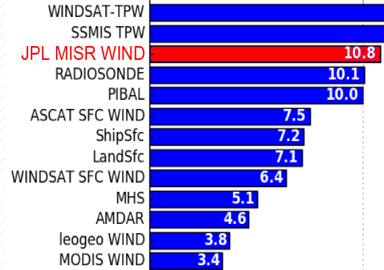 WINDSAT-TPW
SSMIS TPW
JPL MISR WIND 10.8
RADIOSONDE 10.1
PIBAL 10.0
ASCAT SFC WIND 7.5
ShipSfc 7.2
LandSfc 7.1
WINDSAT SFC WIND 6.4
MHS 5.1
AMDAR 4.6
leogeo WIND 3.8
MODIS WIND 3.4